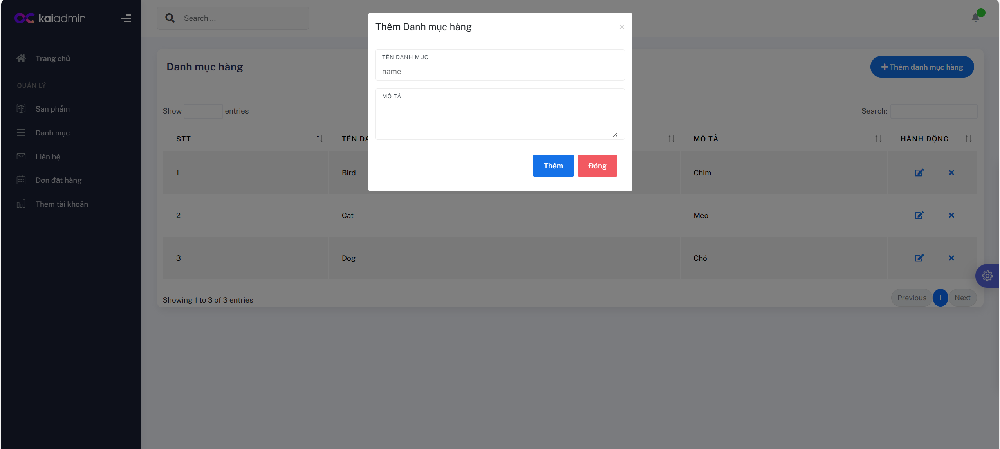 kaiadmin
Search ...
Trang chủ
QUẢN LÝ
Sản phẩm
Danh mục
Liên hệ
Đơn đặt hàng
Thêm tài khoản
Thêm Danh mục hàng
×
TÊN DANH MỤC
name
MÔ TẢ
Thêm Đóng
Danh mục hàng
Thêm danh mục hàng
Show entries
Search:
STT TÊN DA MÔ TẢ HÀNH ĐỘNG
1 Bird Chim
2 Cat Mèo
3 Dog Chó
Showing 1 to 3 of 3 entries
Previous 1 Next